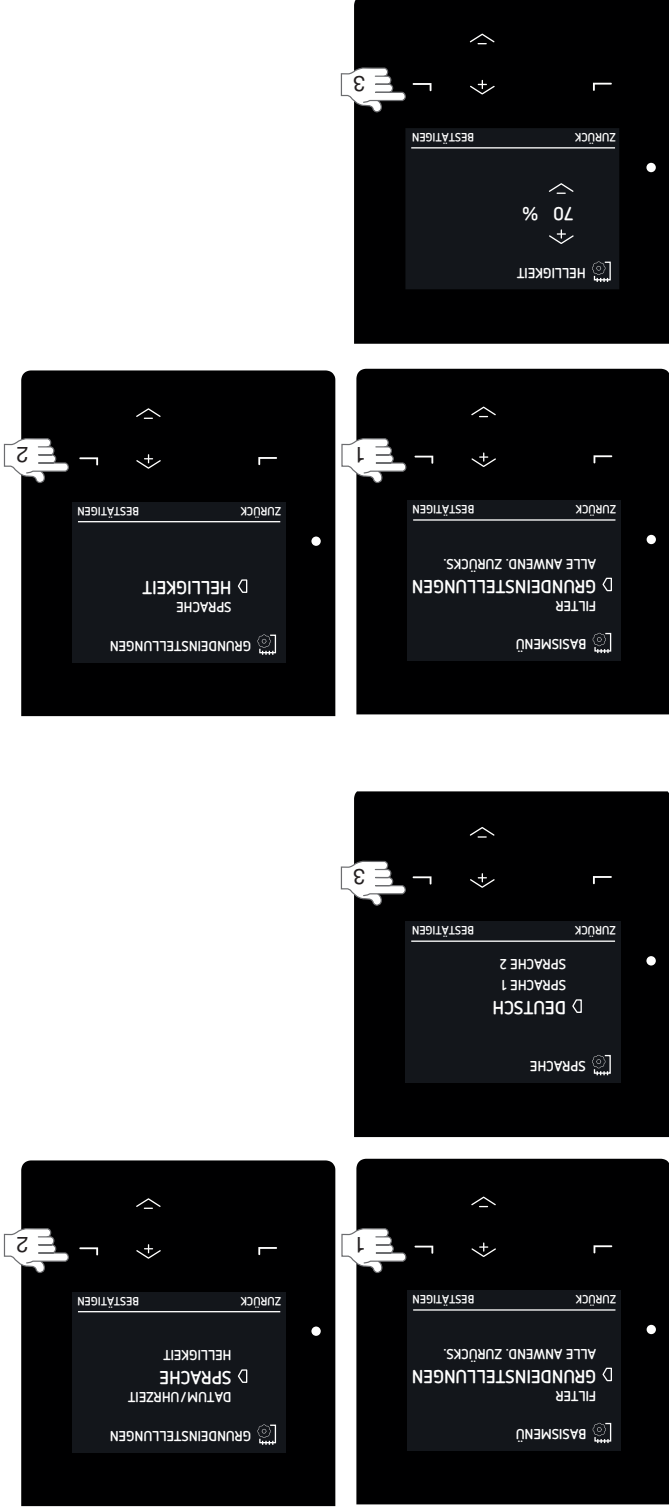 BASISMENÜ
FILTER
GRUNDEINSTELLUNGEN
ALLE ANWEND. ZURÜCKS.
ZURÜCK BESTÄTIGEN
1
GRUNDEINSTELLUNGEN
DATUM/UHRZEIT
SPRACHE
HELLIGKEIT
ZURÜCK BESTÄTIGEN
2
SPRACHE
DEUTSCH
SPRACHE 1
SPRACHE 2
ZURÜCK BESTÄTIGEN
3
BASISMENÜ
FILTER
GRUNDEINSTELLUNGEN
ALLE ANWEND. ZURÜCKS.
ZURÜCK BESTÄTIGEN
1
GRUNDEINSTELLUNGEN
SPRACHE
HELLIGKEIT
ZURÜCK BESTÄTIGEN
2
HELLIGKEIT
70 %
ZURÜCK BESTÄTIGEN
3